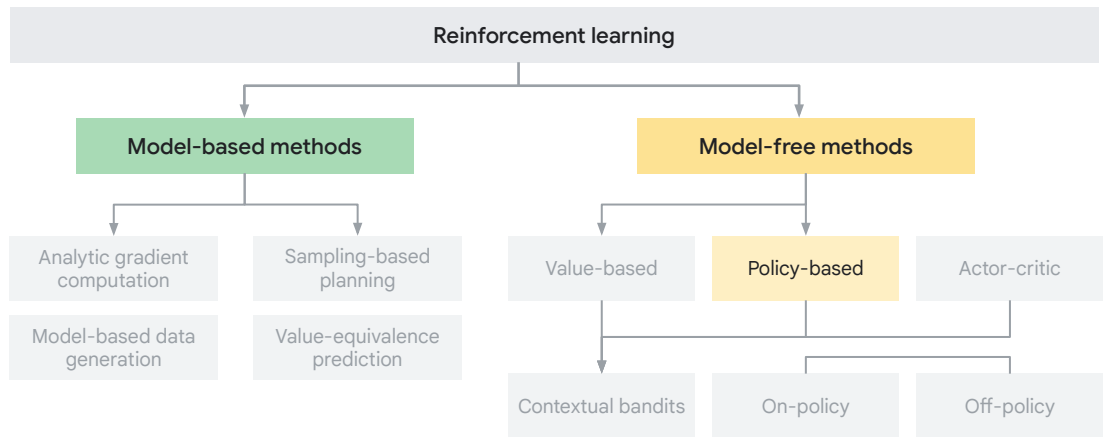 Reinforcement learning
Model-based methods
Model-free methods
Analytic gradient
computation
Sampling-based
planning
Value-based
Policy-based
Actor-critic
Model-based data
generation
Value-equivalence
prediction
Contextual bandits
On-policy
Off-policy